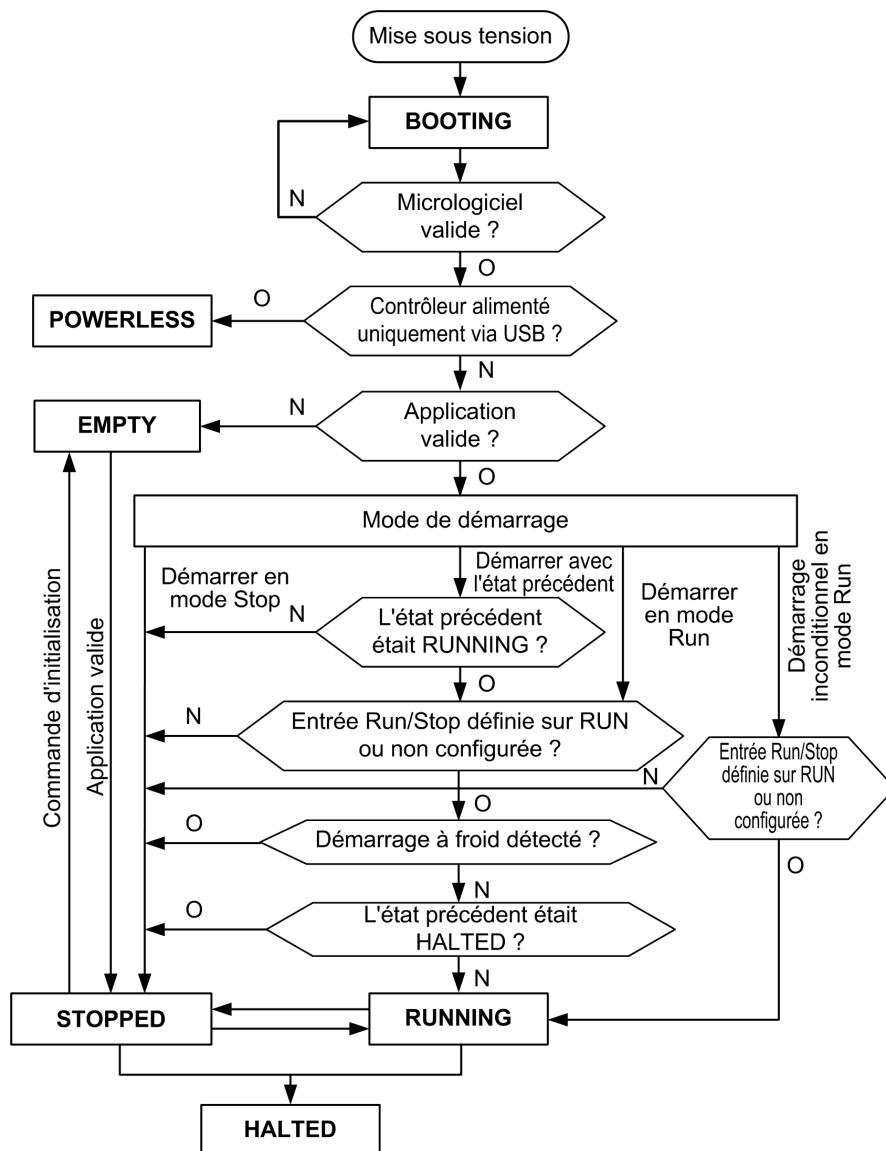 Mise sous tension
BOOTING
N
Micrologiciel
valide ?
O
O
Contrôleur alimenté
uniquement via USB ?
POWERLESS
N
N
Application
valide ?
EMPTY
O
Mode de démarrage
Démarrer en
mode Stop
Démarrer avec
l'état précédent
Démarrer
en mode
Run
Démarrage
inconditionnel en
mode Run
N
L'état précédent
était RUNNING ?
O
Commande d'initialisation
Application valide
N
Entrée Run/Stop définie sur RUN
ou non configurée ?
N
Entrée Run/Stop
définie sur RUN
ou non
configurée ?
O
O
Démarrage à froid détecté ?
O
N
O
L'état précédent était
HALTED ?
N
STOPPED
RUNNING
HALTED